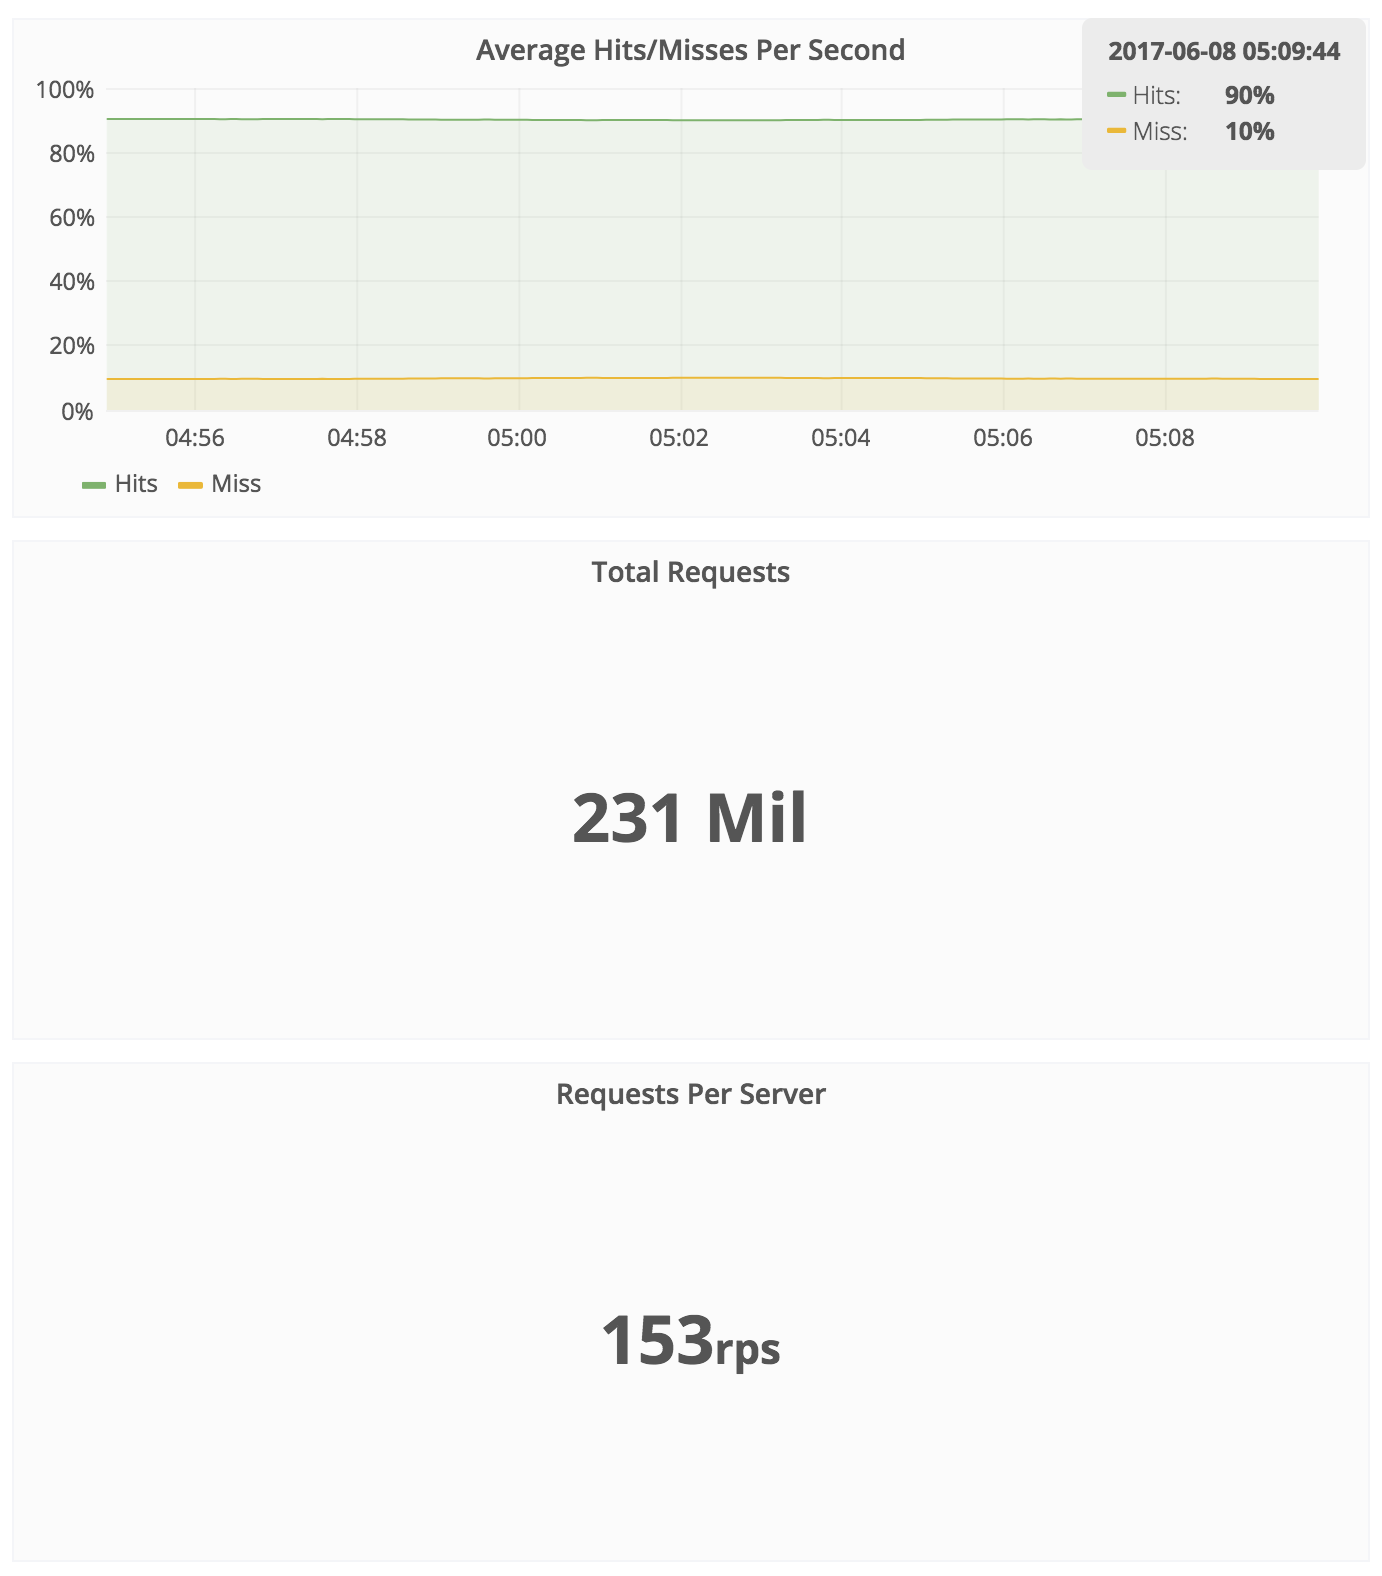 Average Hits/Misses Per Second
2017-06-08 05:09:44
Hits: 90%
Miss: 10%
100%
80%
60%
40%
20%
0%
04:56 04:58 05:00 05:02 05:04 05:06 05:08
Hits Miss
Total Requests
231 Mil
Requests Per Server
153rps